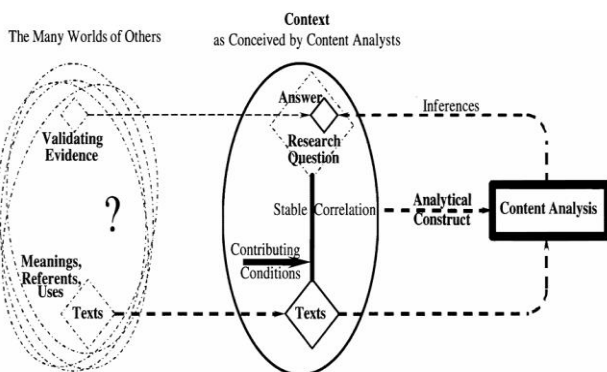 Context
The Many Worlds of Others
as Conceived by Content Analysts
Answer
Inferences
Validating
Evidence
Research
Question
?
Stable Correlation
Analytical
Construct
Content Analysis
Contributing
Conditions
Meanings,
Referents,
Uses
Texts
Texts